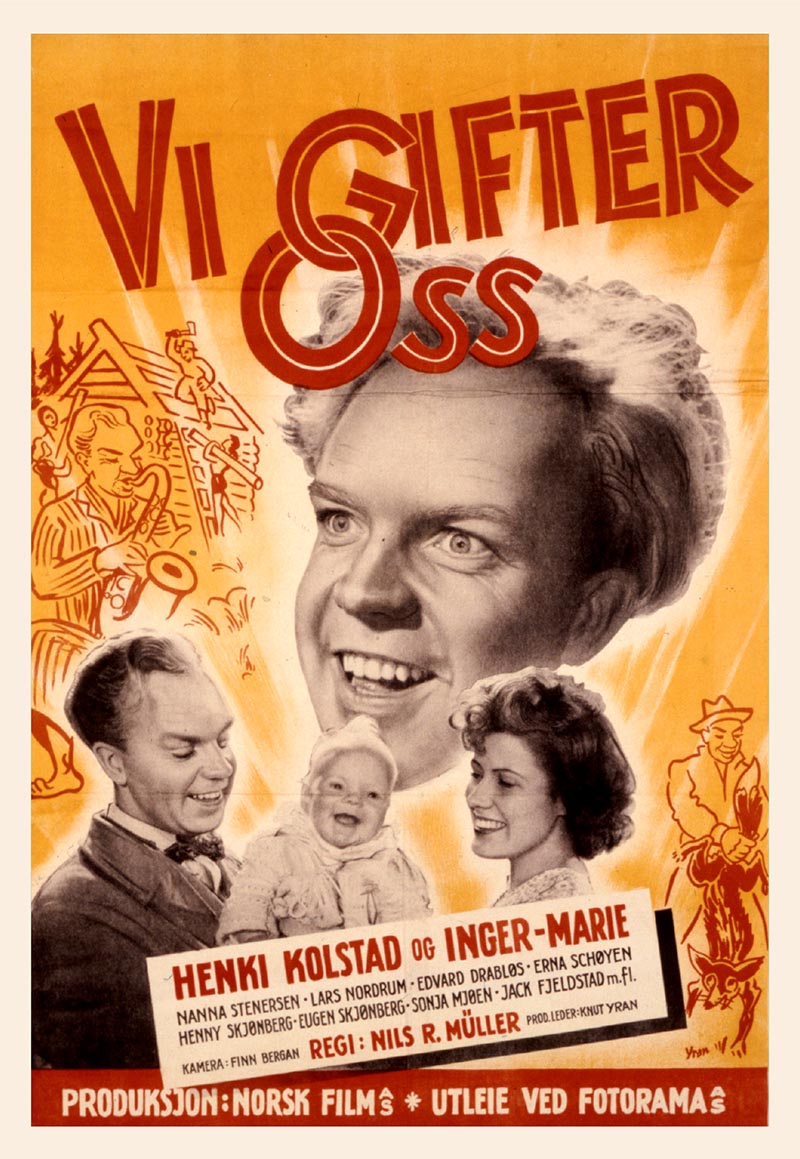 VI GIFTER
OSS
HENKI KOLSTAD OG INGER-MARIE
NANNA STENERSEN · LARS NORDRUM · EDVARD DRABLØS · ERNA SCHØYEN
HENNY SKJØNBERG · EUGEN SKJØNBERG · SONJA MJØEN · JACK FJELDSTAD m.fl.
KAMERA: FINN BERGAN REGI: NILS R. MÜLLER PROD. LEDER: KNUT YRAN
Yran
PRODUKSJON: NORSK FILM A/S * UTLEIE VED FOTORAMA A/S